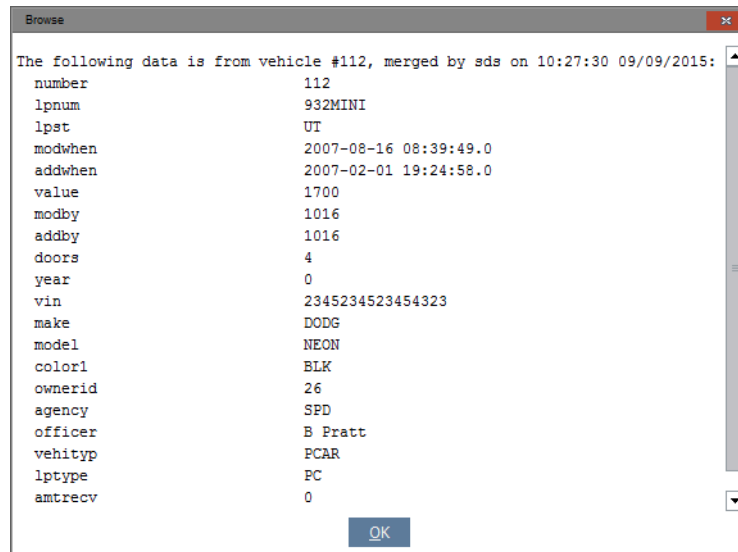 Browse
The following data is from vehicle #112, merged by sds on 10:27:30 09/09/2015:
number 112
lpnum 932MINI
lpst UT
modwhen 2007-08-16 08:39:49.0
addwhen 2007-02-01 19:24:58.0
value 1700
modby 1016
addby 1016
doors 4
year 0
vin 2345234523454323
make DODG
model NEON
color1 BLK
ownerid 26
agency SPD
officer B Pratt
vehityp PCAR
lptype PC
amtrecv 0
OK